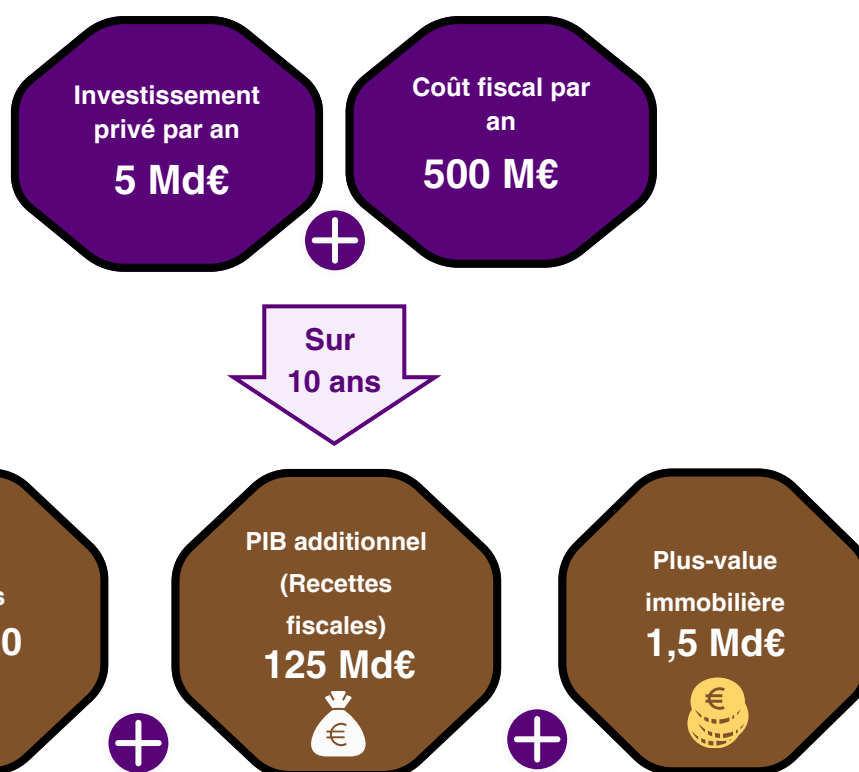 Investissement
privé par an
5 Md€
Coût fiscal par
an
500 M€
Sur
10 ans
s
0
PIB additionnel
(Recettes
fiscales)
125 Md€
€
Plus-value
immobilière
1,5 Md€
€